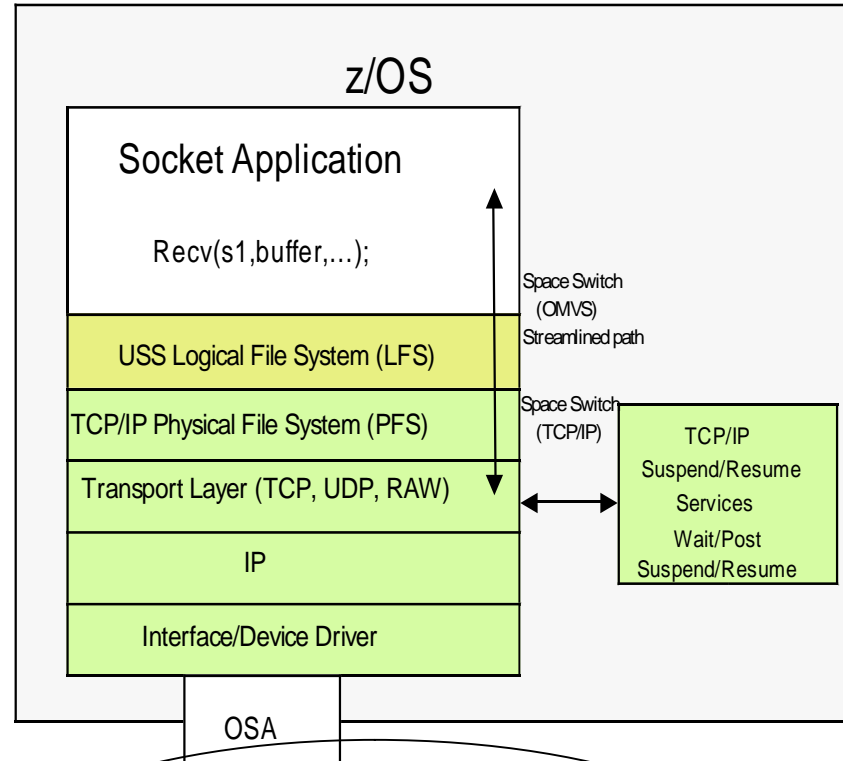 z/OS
Socket Application
Recv(s1,buffer,...);
Space Switch
(OMVS)
Streamlined path
USS Logical File System (LFS)
TCP/IP Physical File System (PFS)
Space Switch
(TCP/IP)
Transport Layer (TCP, UDP, RAW)
TCP/IP
Suspend/Resume
Services
Wait/Post
Suspend/Resume
IP
Interface/Device Driver
OSA